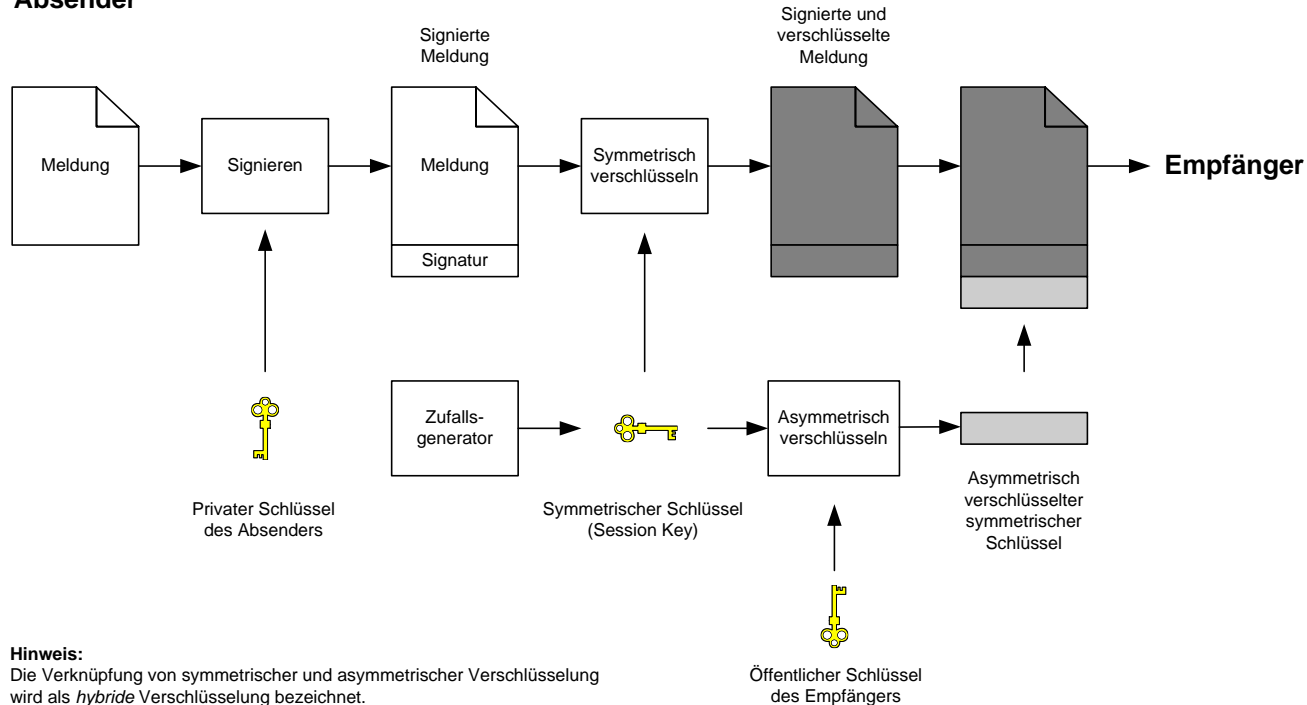 Absender
Signierte
Meldung
Signierte und
verschlüsselte
Meldung
Meldung
Signieren
Meldung
Signatur
Symmetrisch
verschlüsseln
Empfänger
Zufalls-
generator
Asymmetrisch
verschlüsseln
Privater Schlüssel
des Absenders
Symmetrischer Schlüssel
(Session Key)
Asymmetrisch
verschlüsselter
symmetrischer
Schlüssel
Öffentlicher Schlüssel
des Empfängers
Hinweis:
Die Verknüpfung von symmetrischer und asymmetrischer Verschlüsselung
wird als hybride Verschlüsselung bezeichnet.